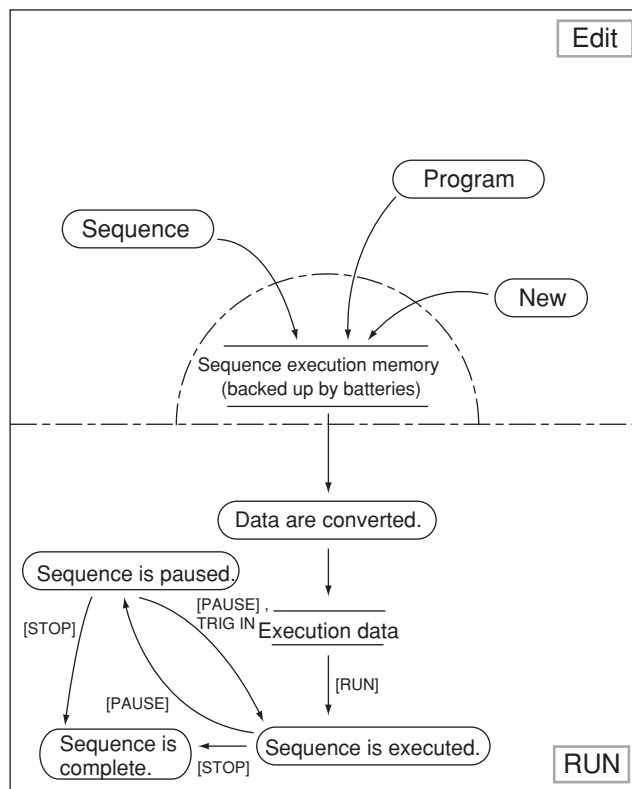 Edit
Program
Sequence
New
Sequence execution memory
(backed up by batteries)
Data are converted.
Sequence is paused.
[PAUSE] ,
TRIG IN
Execution data
[STOP]
[RUN]
[PAUSE]
Sequence is
complete.
[STOP]
Sequence is executed.
RUN